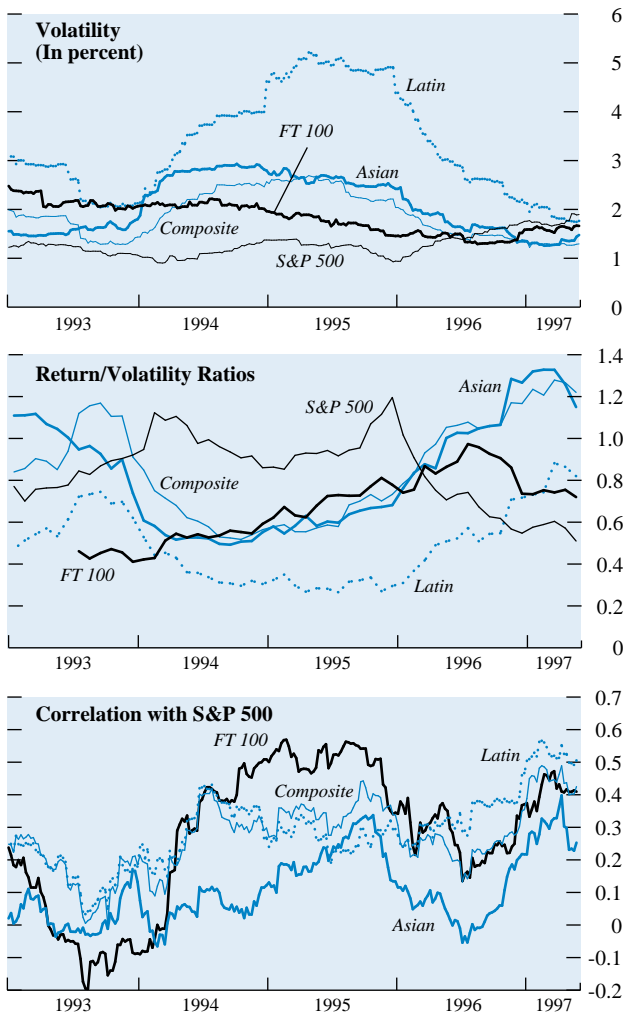 Volatility
(In percent)
Latin
FT 100
Asian
Composite
S&P 500
6
5
4
3
2
1
0
1993 1994 1995 1996 1997
Return/Volatility Ratios
Asian
S&P 500
Composite
FT 100
Latin
1.4
1.2
1.0
0.8
0.6
0.4
0.2
0
1993 1994 1995 1996 1997
Correlation with S&P 500
FT 100
Latin
Composite
Asian
0.7
0.6
0.5
0.4
0.3
0.2
0.1
0
-0.1
-0.2
1993 1994 1995 1996 1997